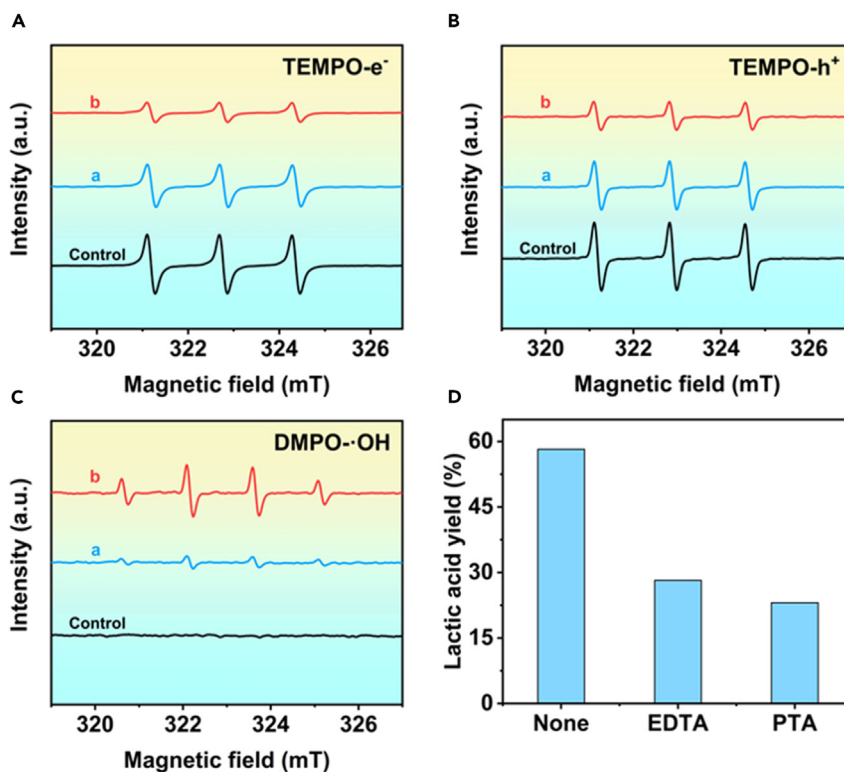 A
TEMPO-e⁻
b
a
Control
Intensity (a.u.)
320 322 324 326
Magnetic field (mT)
B
TEMPO-h⁺
b
a
Control
Intensity (a.u.)
320 322 324 326
Magnetic field (mT)
C
DMPO-·OH
b
a
Control
Intensity (a.u.)
320 322 324 326
Magnetic field (mT)
D
Lactic acid yield (%)
60
45
30
15
0
None EDTA PTA